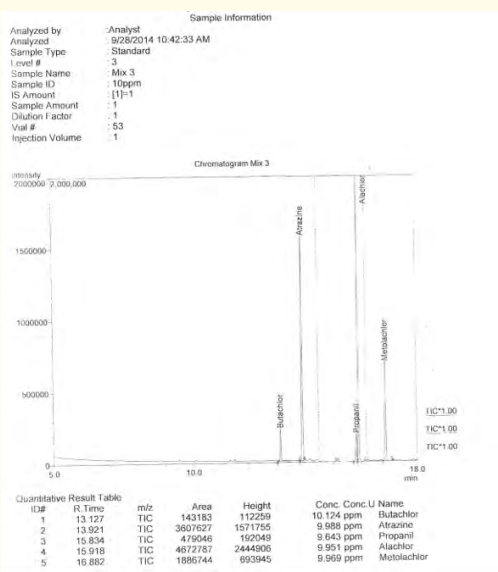 Sample Information
Analyzed by :Analyst
Analyzed : 9/28/2014 10:42:33 AM
Sample Type : Standard
Level # : 3
Sample Name : Mix 3
Sample ID : 10ppm
IS Amount : [1]=1
Sample Amount : 1
Dilution Factor : 1
Vial # : 53
Injection Volume : 1
Chromatogram Mix 3
Intensity
2000000 2,000,000
Alachlor
Atrazine
1500000
1000000
Metolachlor
500000
Butachlor
Propanil
TIC*1.00
TIC*1.00
TIC*1.00
0
5.0 10.0 18.0
min
Quantitative Result Table
ID# R.Time m/z Area Height Conc. Conc.U Name
1 13.127 TIC 143183 112259 10.124 ppm Butachlor
2 13.921 TIC 3607627 1571755 9.988 ppm Atrazine
3 15.834 TIC 479046 192049 9.643 ppm Propanil
4 15.918 TIC 4672787 2444906 9.951 ppm Alachlor
5 16.882 TIC 1886744 693945 9.969 ppm Metolachlor